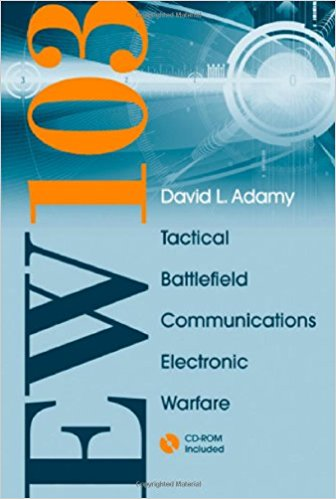 EW 103
David L. Adamy
Tactical
Battlefield
Communications
Electronic
Warfare
CD-ROM
included